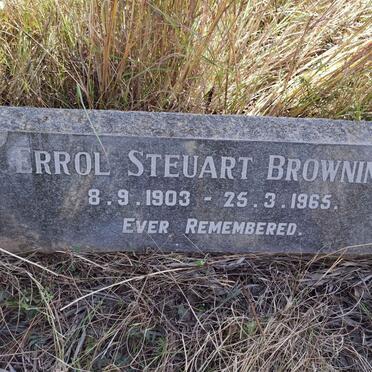 ERROL STEUART BROWNIN
8.9.1903 - 25.3.1965.
EVER REMEMBERED.